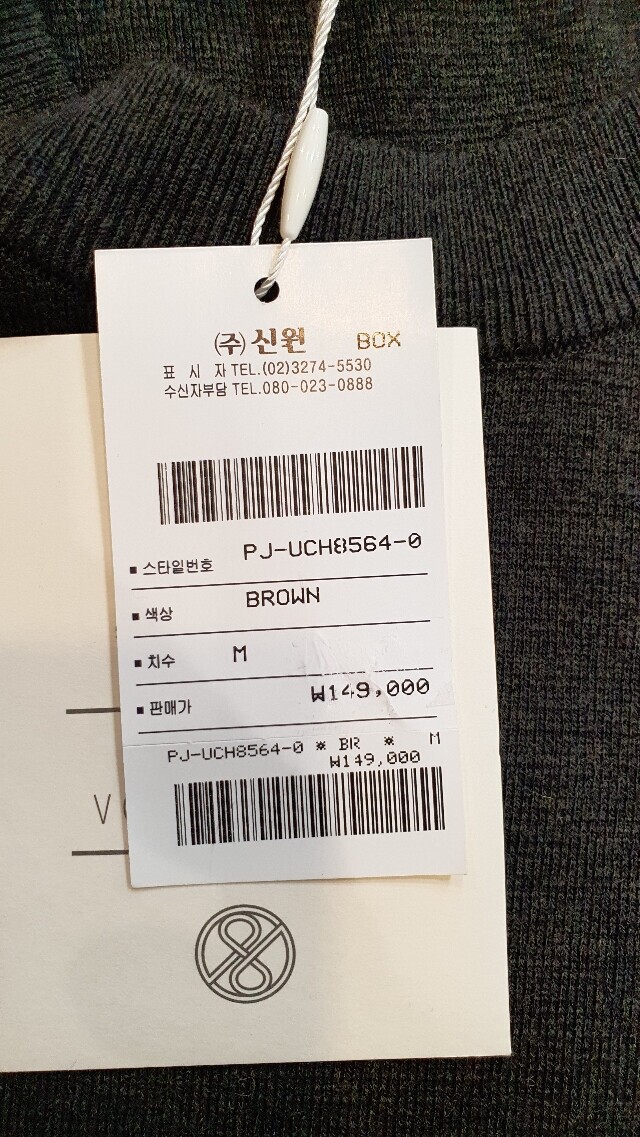 (주)신원 BOX
표 시 자 TEL.(02)3274-5530
수신자부담 TEL.080-023-0888
■ 스타일번호 PJ-UCH8564-0
■ 색상 BROWN
■ 치수 M
■ 판매가 ₩149,000
PJ-UCH8564-0 ※ BR ※ M
₩149,000